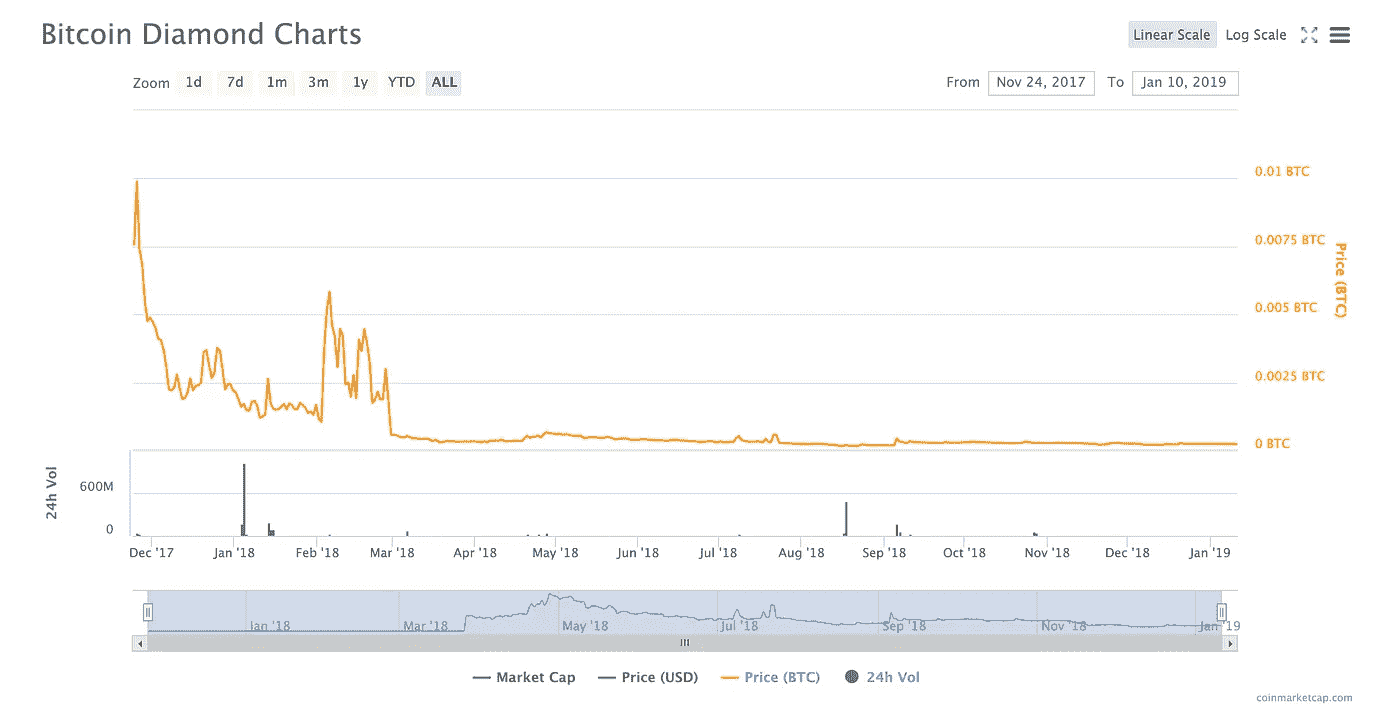 Bitcoin Diamond Charts
Linear Scale Log Scale
Zoom 1d 7d 1m 3m 1y YTD ALL
From Nov 24, 2017 To Jan 10, 2019
0.01 BTC
0.0075 BTC
0.005 BTC
0.0025 BTC
0 BTC
Price (BTC)
24h Vol
600M
0
Dec '17 Jan '18 Feb '18 Mar '18 Apr '18 May '18 Jun '18 Jul '18 Aug '18 Sep '18 Oct '18 Nov '18 Dec '18 Jan '19
Jan '18 Mar '18 May '18 Jul '18 Sep '18 Nov '18 Jan '19
Market Cap Price (USD) Price (BTC) 24h Vol
coinmarketcap.com